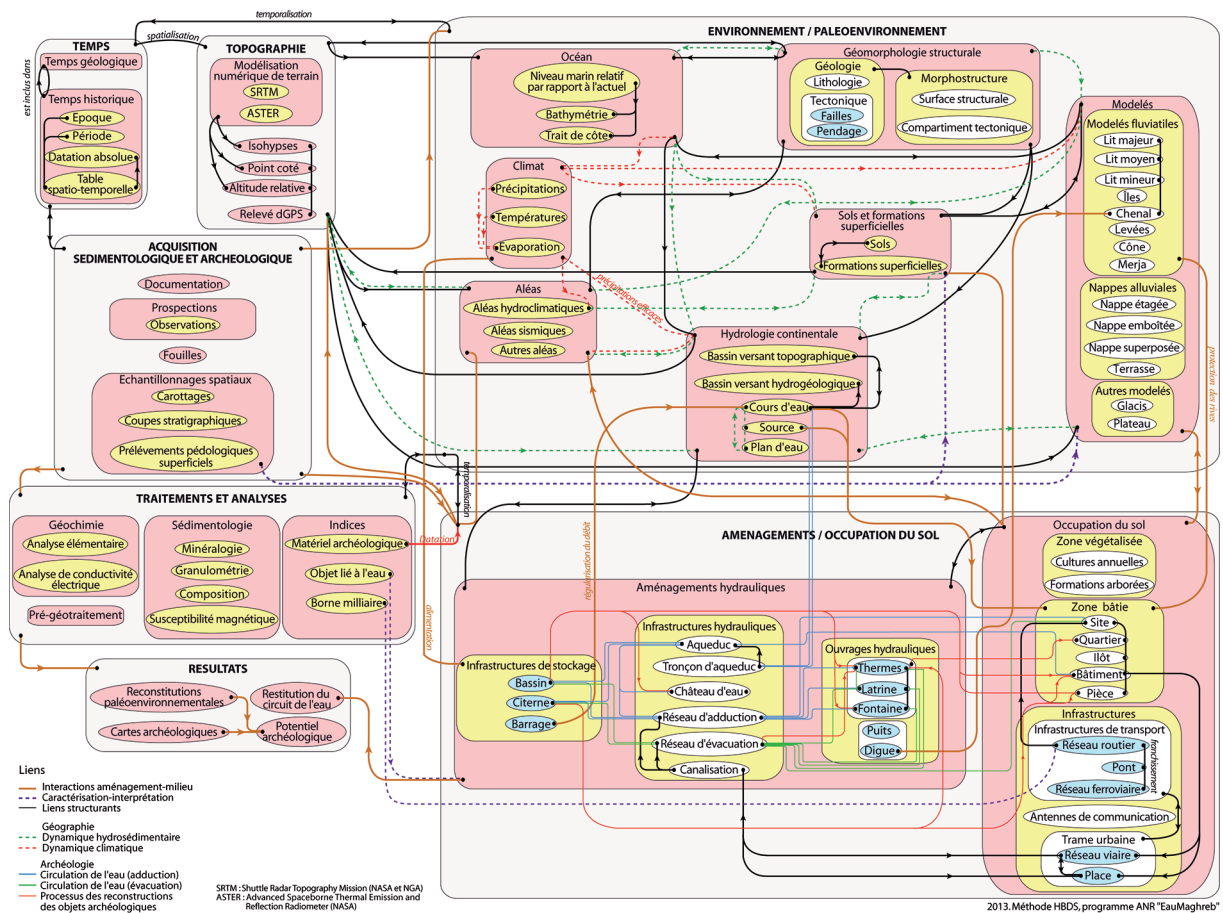 temporalisation
spatialisation
est inclus dans
TEMPS
Temps géologique
Temps historique
Epoque
Période
Datation absolue
Table
spatio-temporelle
TOPOGRAPHIE
Modélisation
numérique de terrain
SRTM
ASTER
Isohypses
Point coté
Altitude relative
Relevé dGPS
ENVIRONNEMENT / PALEOENVIRONNEMENT
Océan
Niveau marin relatif
par rapport à l'actuel
Bathymétrie
Trait de côte
Géomorphologie structurale
Géologie
Lithologie
Tectonique
Failles
Pendage
Morphostructure
Surface structurale
Compartiment tectonique
Modelés
Modelés fluviatiles
Lit majeur
Lit moyen
Lit mineur
Îles
Chenal
Levées
Cône
Merja
Nappes alluviales
Nappe étagée
Nappe emboîtée
Nappe superposée
Terrasse
Autres modelés
Glacis
Plateau
Climat
Précipitations
Températures
Evaporation
précipitations efficaces
Sols et formations
superficielles
Sols
Formations superficielles
Aléas
Aléas hydroclimatiques
Aléas sismiques
Autres aléas
Hydrologie continentale
Bassin versant topographique
Bassin versant hydrogéologique
Cours d'eau
Source
Plan d'eau
protection des rives
ACQUISITION
SEDIMENTOLOGIQUE ET ARCHEOLOGIQUE
Documentation
Prospections
Observations
Fouilles
Echantillonnages spatiaux
Carottages
Coupes stratigraphiques
Prélévements pédologiques
superficiels
temporalisation
TRAITEMENTS ET ANALYSES
Géochimie
Analyse élémentaire
Analyse de conductivité
électrique
Pré-géotraitement
Sédimentologie
Minéralogie
Granulométrie
Composition
Susceptibilité magnétique
Indices
Matériel archéologique
Objet lié à l'eau
Borne milliaire
Datation
alimentation
régularisation du débit
RESULTATS
Reconstitutions
paléoenvironnementales
Cartes archéologiques
Restitution du
circuit de l'eau
Potentiel
archéologique
AMENAGEMENTS / OCCUPATION DU SOL
Aménagements hydrauliques
Infrastructures de stockage
Bassin
Citerne
Barrage
Infrastructures hydrauliques
Aqueduc
Tronçon d'aqueduc
Château d'eau
Réseau d'adduction
Réseau d'évacuation
Canalisation
Ouvrages hydrauliques
Thermes
Latrine
Fontaine
Puits
Digue
Occupation du sol
Zone végétalisée
Cultures annuelles
Formations arborées
Zone bâtie
Site
Quartier
Ilôt
Bâtiment
Pièce
Infrastructures
Infrastructures de transport
Réseau routier
Pont
Réseau ferroviaire
franchissement
Antennes de communication
Trame urbaine
Réseau viaire
Place
Liens
Interactions aménagement-milieu
Caractérisation-interprétation
Liens structurants
Géographie
Dynamique hydrosédimentaire
Dynamique climatique
Archéologie
Circulation de l'eau (adduction)
Circulation de l'eau (évacuation)
Processus des reconstructions
des objets archéologiques
SRTM : Shuttle Radar Topography Mission (NASA et NGA)
ASTER : Advanced Spaceborne Thermal Emission and
Reflection Radiometer (NASA)
2013. Méthode HBDS, programme ANR "EauMaghreb"